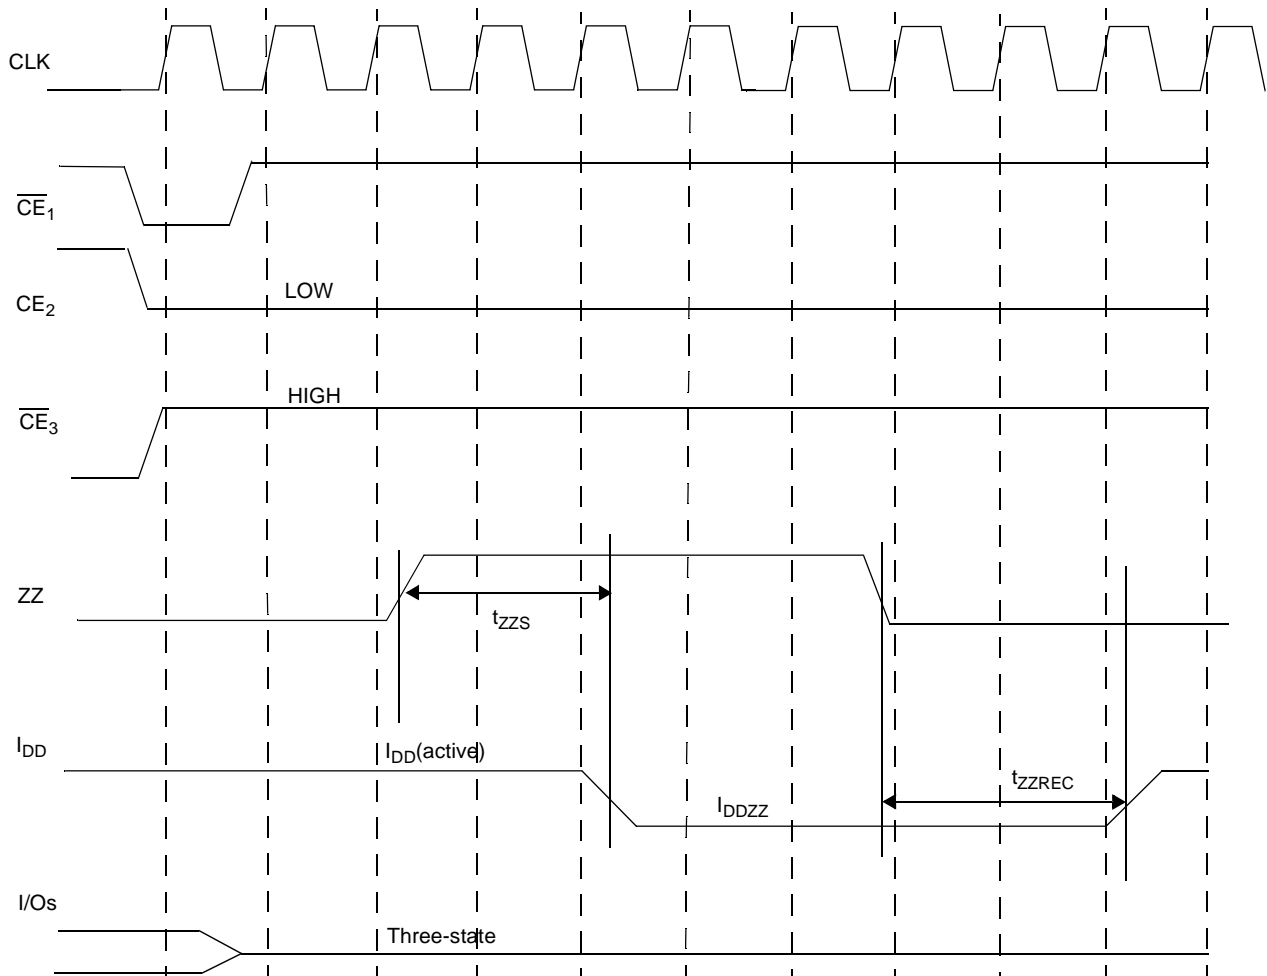 CLK
CE1
CE2
LOW
CE3
HIGH
ZZ
tZZS
IDD
IDD(active)
IDDZZ
tZZREC
I/Os
Three-state